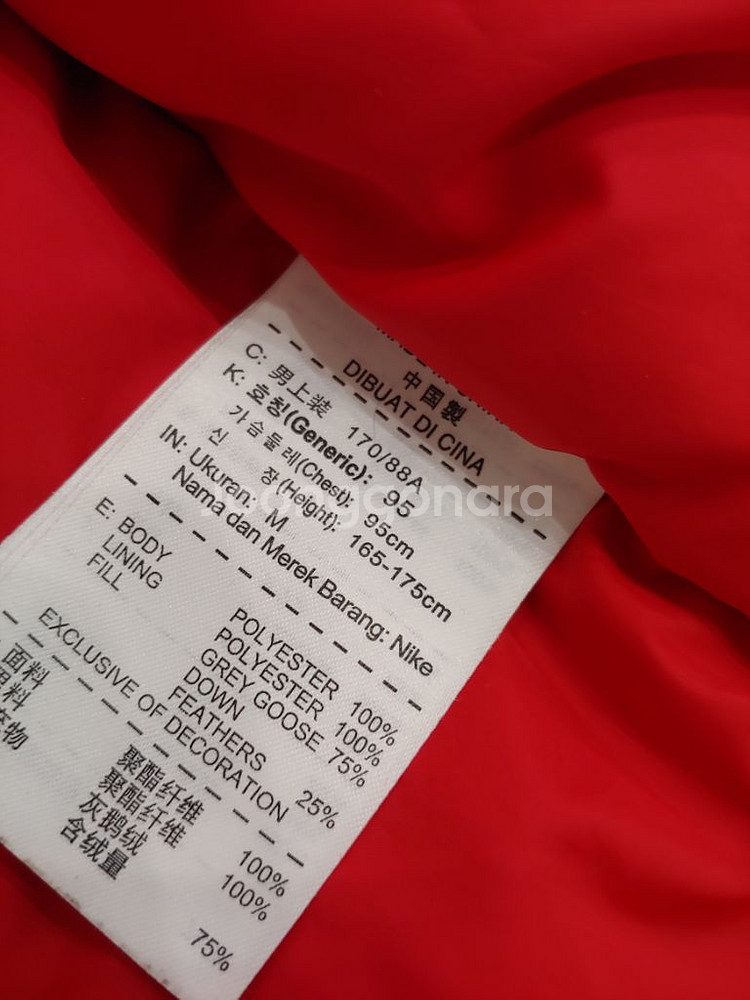 中国製
DIBUAT DI CINA
C: 男上装 170/88A
K: 호칭(Generic): 95
가슴둘레(Chest): 95cm
신 장(Height): 165-175cm
IN: Ukuran: M
Nama dan Merek Barang: Nike
E: BODY POLYESTER 100%
LINING POLYESTER 100%
FILL GREY GOOSE 75%
DOWN
FEATHERS 25%
EXCLUSIVE OF DECORATION
面料 聚酯纤维 100%
料 聚酯纤维 100%
物 灰鹅绒
含绒量 75%
joonggonara